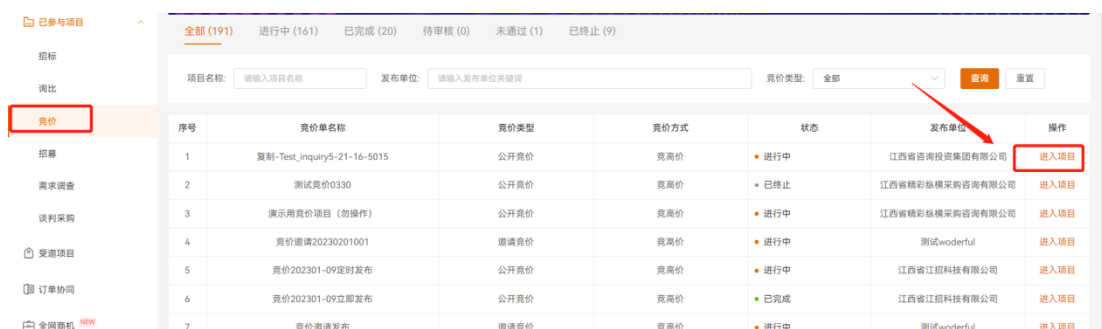 已参与项目
招标
询比
竞价
招募
需求调查
谈判采购
受邀项目
订单协同
全网商机 NEW
全部 (191) 进行中 (161) 已完成 (20) 待审核 (0) 未通过 (1) 已终止 (9)
项目名称: 请输入项目名称 发布单位: 请输入发布单位关键词 竞价类型: 全部 查询 重置
序号 竞价单名称 竞价类型 竞价方式 状态 发布单位 操作
1 复制-Test_inquiry5-21-16-5015 公开竞价 竞高价 进行中 江西省咨询投资集团有限公司 进入项目
2 测试竞价0330 公开竞价 竞高价 已终止 江西省精彩纵横采购咨询有限公司 进入项目
3 演示用竞价项目（勿操作） 公开竞价 竞高价 进行中 江西省精彩纵横采购咨询有限公司 进入项目
4 竞价邀请20230201001 邀请竞价 竞高价 进行中 测试woderful 进入项目
5 竞价202301-09定时发布 公开竞价 竞高价 进行中 江西省江招科技有限公司 进入项目
6 竞价202301-09立即发布 公开竞价 竞高价 已完成 江西省江招科技有限公司 进入项目
7 竞价邀请发布 邀请竞价 竞高价 进行中 测试woderful 进入项目